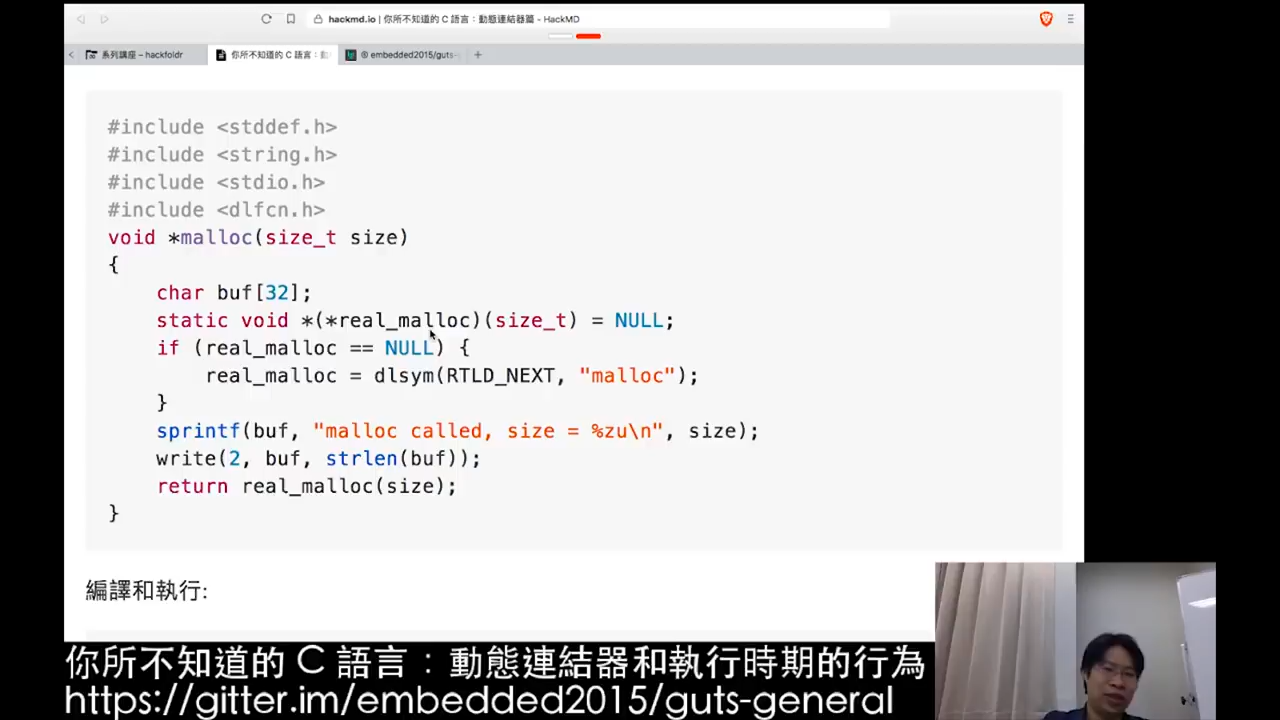 hackmd.io | 你所不知道的 C 語言：動態連結器篇 - HackMD
系列講座 – hackfoldr
你所不知道的 C 語言：動
embedded2015/guts-
#include <stddef.h>
#include <string.h>
#include <stdio.h>
#include <dlfcn.h>
void *malloc(size_t size)
{
char buf[32];
static void *(*real_malloc)(size_t) = NULL;
if (real_malloc == NULL) {
real_malloc = dlsym(RTLD_NEXT, "malloc");
}
sprintf(buf, "malloc called, size = %zu\n", size);
write(2, buf, strlen(buf));
return real_malloc(size);
}
編譯和執行:
你所不知道的 C 語言：動態連結器和執行時期的行為
https://gitter.im/embedded2015/guts-general